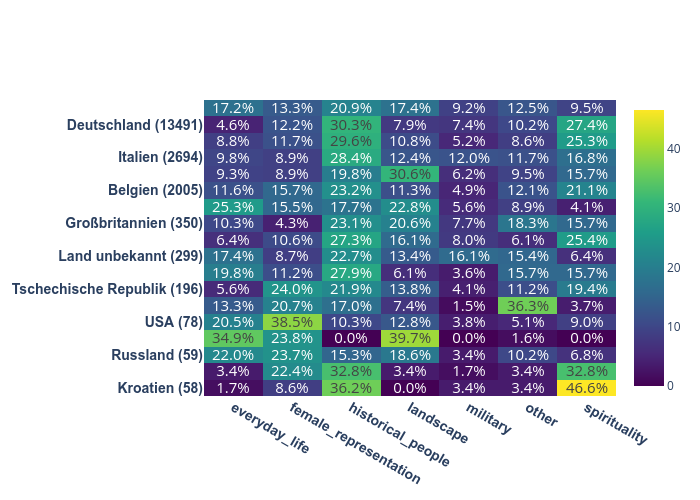 17.2% 13.3% 20.9% 17.4% 9.2% 12.5% 9.5%
Deutschland (13491) 4.6% 12.2% 30.3% 7.9% 7.4% 10.2% 27.4%
8.8% 11.7% 29.6% 10.8% 5.2% 8.6% 25.3%
Italien (2694) 9.8% 8.9% 28.4% 12.4% 12.0% 11.7% 16.8%
9.3% 8.9% 19.8% 30.6% 6.2% 9.5% 15.7%
Belgien (2005) 11.6% 15.7% 23.2% 11.3% 4.9% 12.1% 21.1%
25.3% 15.5% 17.7% 22.8% 5.6% 8.9% 4.1%
Großbritannien (350) 10.3% 4.3% 23.1% 20.6% 7.7% 18.3% 15.7%
6.4% 10.6% 27.3% 16.1% 8.0% 6.1% 25.4%
Land unbekannt (299) 17.4% 8.7% 22.7% 13.4% 16.1% 15.4% 6.4%
19.8% 11.2% 27.9% 6.1% 3.6% 15.7% 15.7%
Tschechische Republik (196) 5.6% 24.0% 21.9% 13.8% 4.1% 11.2% 19.4%
13.3% 20.7% 17.0% 7.4% 1.5% 36.3% 3.7%
USA (78) 20.5% 38.5% 10.3% 12.8% 3.8% 5.1% 9.0%
34.9% 23.8% 0.0% 39.7% 0.0% 1.6% 0.0%
Russland (59) 22.0% 23.7% 15.3% 18.6% 3.4% 10.2% 6.8%
3.4% 22.4% 32.8% 3.4% 1.7% 3.4% 32.8%
Kroatien (58) 1.7% 8.6% 36.2% 0.0% 3.4% 3.4% 46.6%
everyday_life
female_representation
historical_people
landscape
military
other
spirituality
40
30
20
10
0